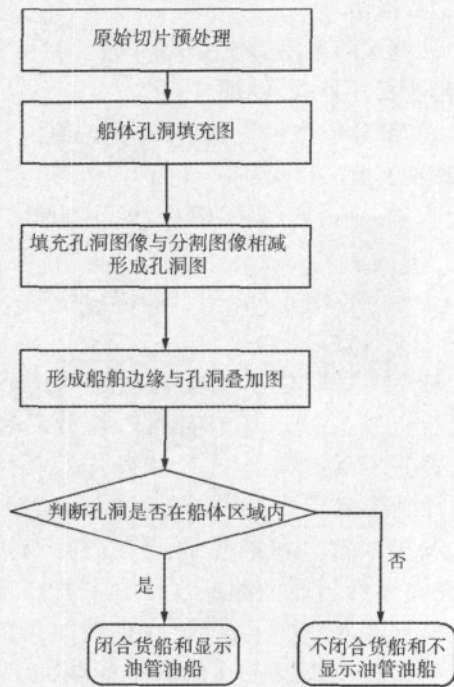 原始切片预处理
船体孔洞填充图
填充孔洞图像与分割图像相减
形成孔洞图
形成船舶边缘与孔洞叠加图
判断孔洞是否在船体区域内
是
否
闭合货船和显示
油管油船
不闭合货船和不
显示油管油船